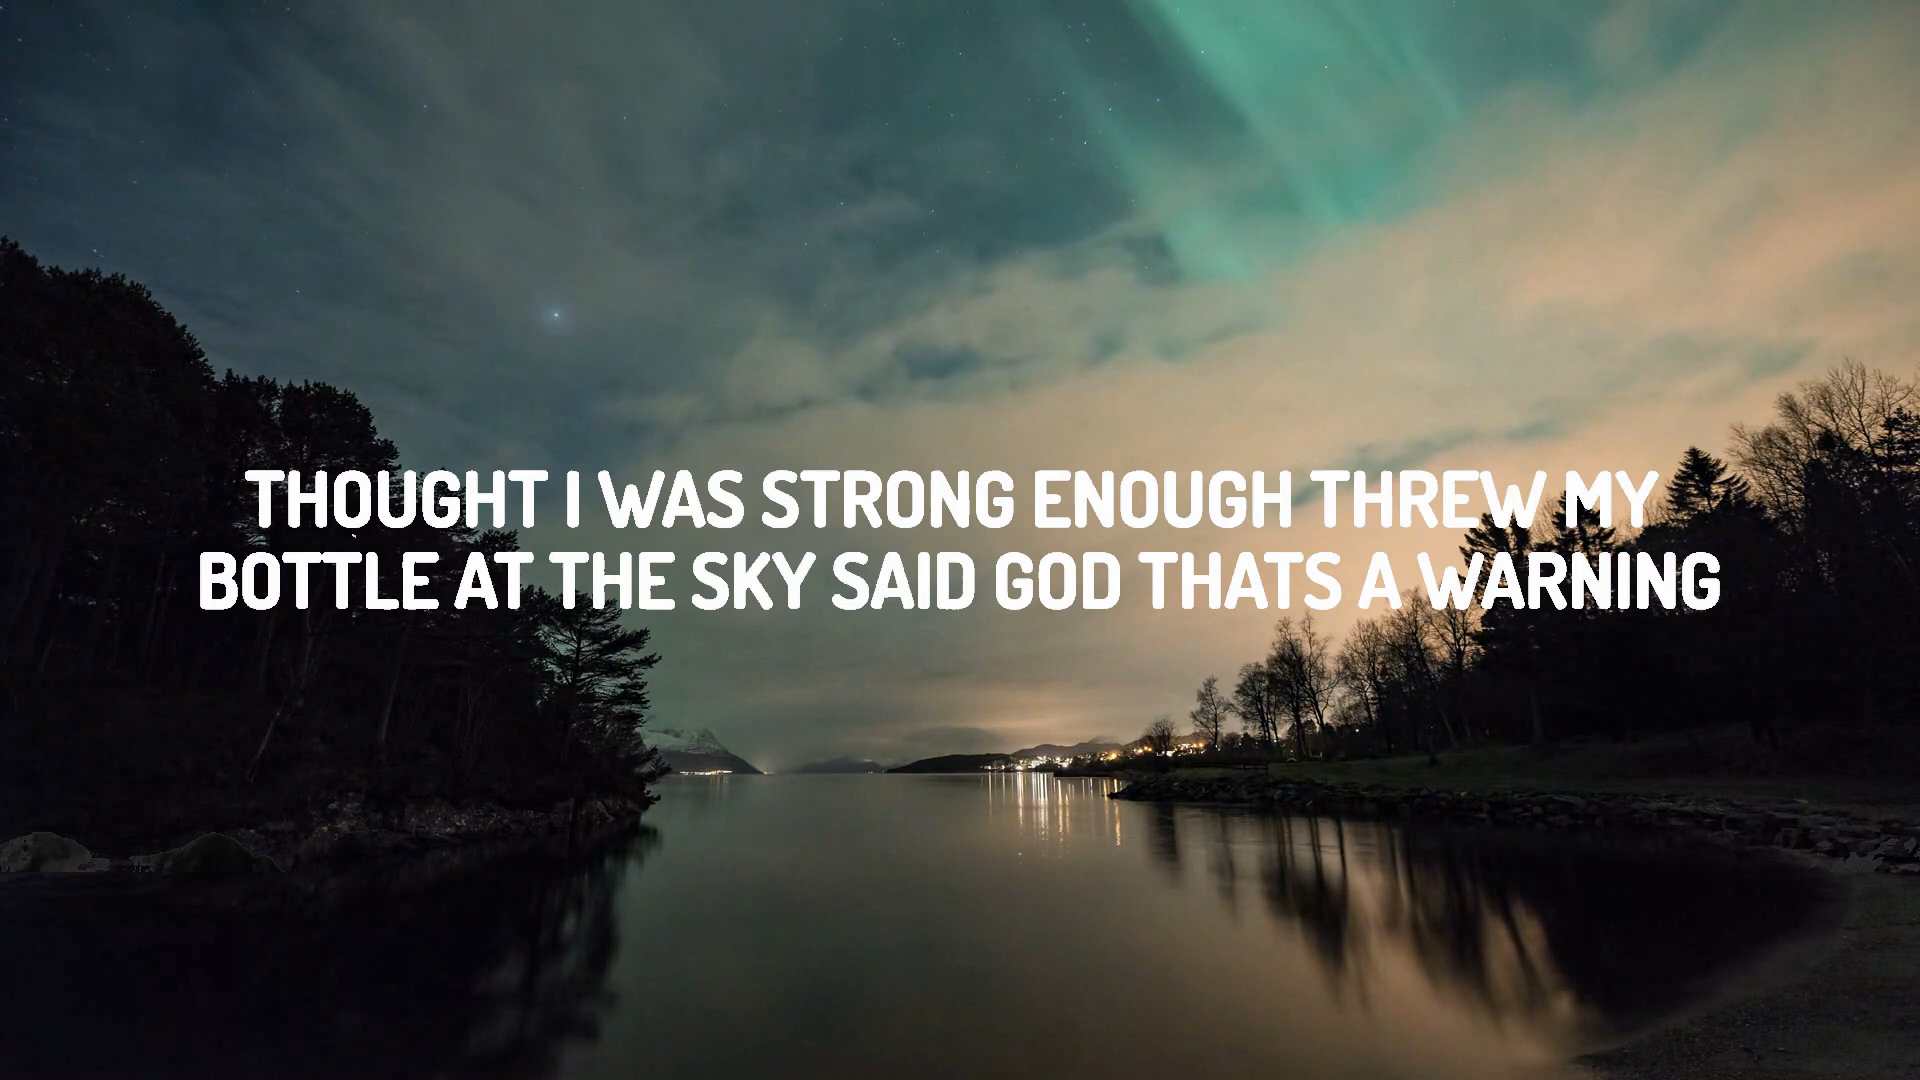 THOUGHT I WAS STRONG ENOUGH THREW MY
BOTTLE AT THE SKY SAID GOD THATS A WARNING